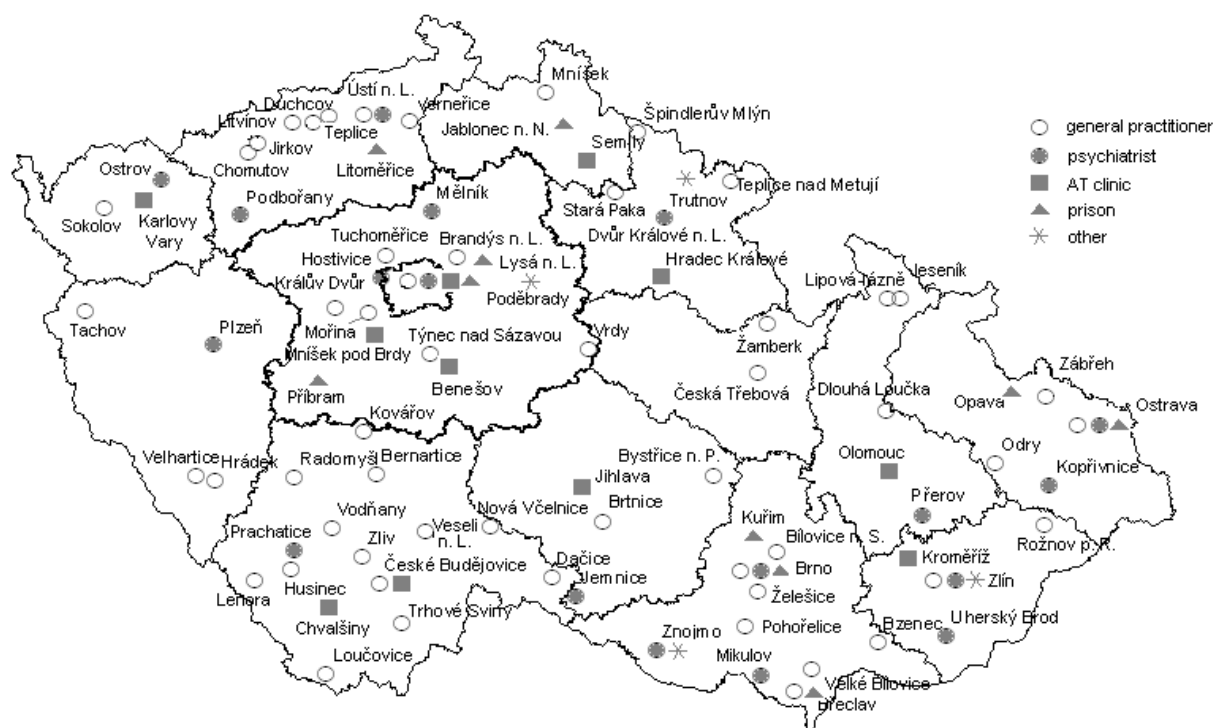 Mníšek
Ústí n. L.
Duchcov
Verneřice
Špindlerův Mlýn
general practitioner
Litvínov
Teplice
Jablonec n. N.
psychiatrist
Jirkov
Semily
AT clinic
Ostrov
Chomutov
Litoměřice
Teplice nad Metují
prison
Podbořany
Mělník
Stará Paka
Trutnov
other
Sokolov
Karlovy
Vary
Tuchoměřice
Brandýs n. L.
Dvůr Králové n. L.
Hostivice
Lysá n. L.
Hradec Králové
Králův Dvůr
Poděbrady
Lipová-lázně
Jeseník
Tachov
Plzeň
Mořina
Týnec nad Sázavou
Vrdy
Žamberk
Mníšek pod Brdy
Benešov
Česká Třebová
Dlouhá Loučka
Zábřeh
Příbram
Kovářov
Opava
Ostrava
Velhartice
Hrádek
Radomyšl
Bernartice
Bystřice n. P.
Olomouc
Odry
Kopřivnice
Jihlava
Vodňany
Nová Včelnice
Brtnice
Přerov
Prachatice
Zliv
Veselí
n. L.
Kuřim
Bílovice n. S.
Rožnov p. R.
České Budějovice
Dačice
Jemnice
Brno
Kroměříž
Zlín
Lenora
Husinec
Želešice
Chvalšiny
Trhové Sviny
Pohořelice
Bzenec
Uherský Brod
Znojmo
Loučovice
Mikulov
Velké Bílovice
Břeclav